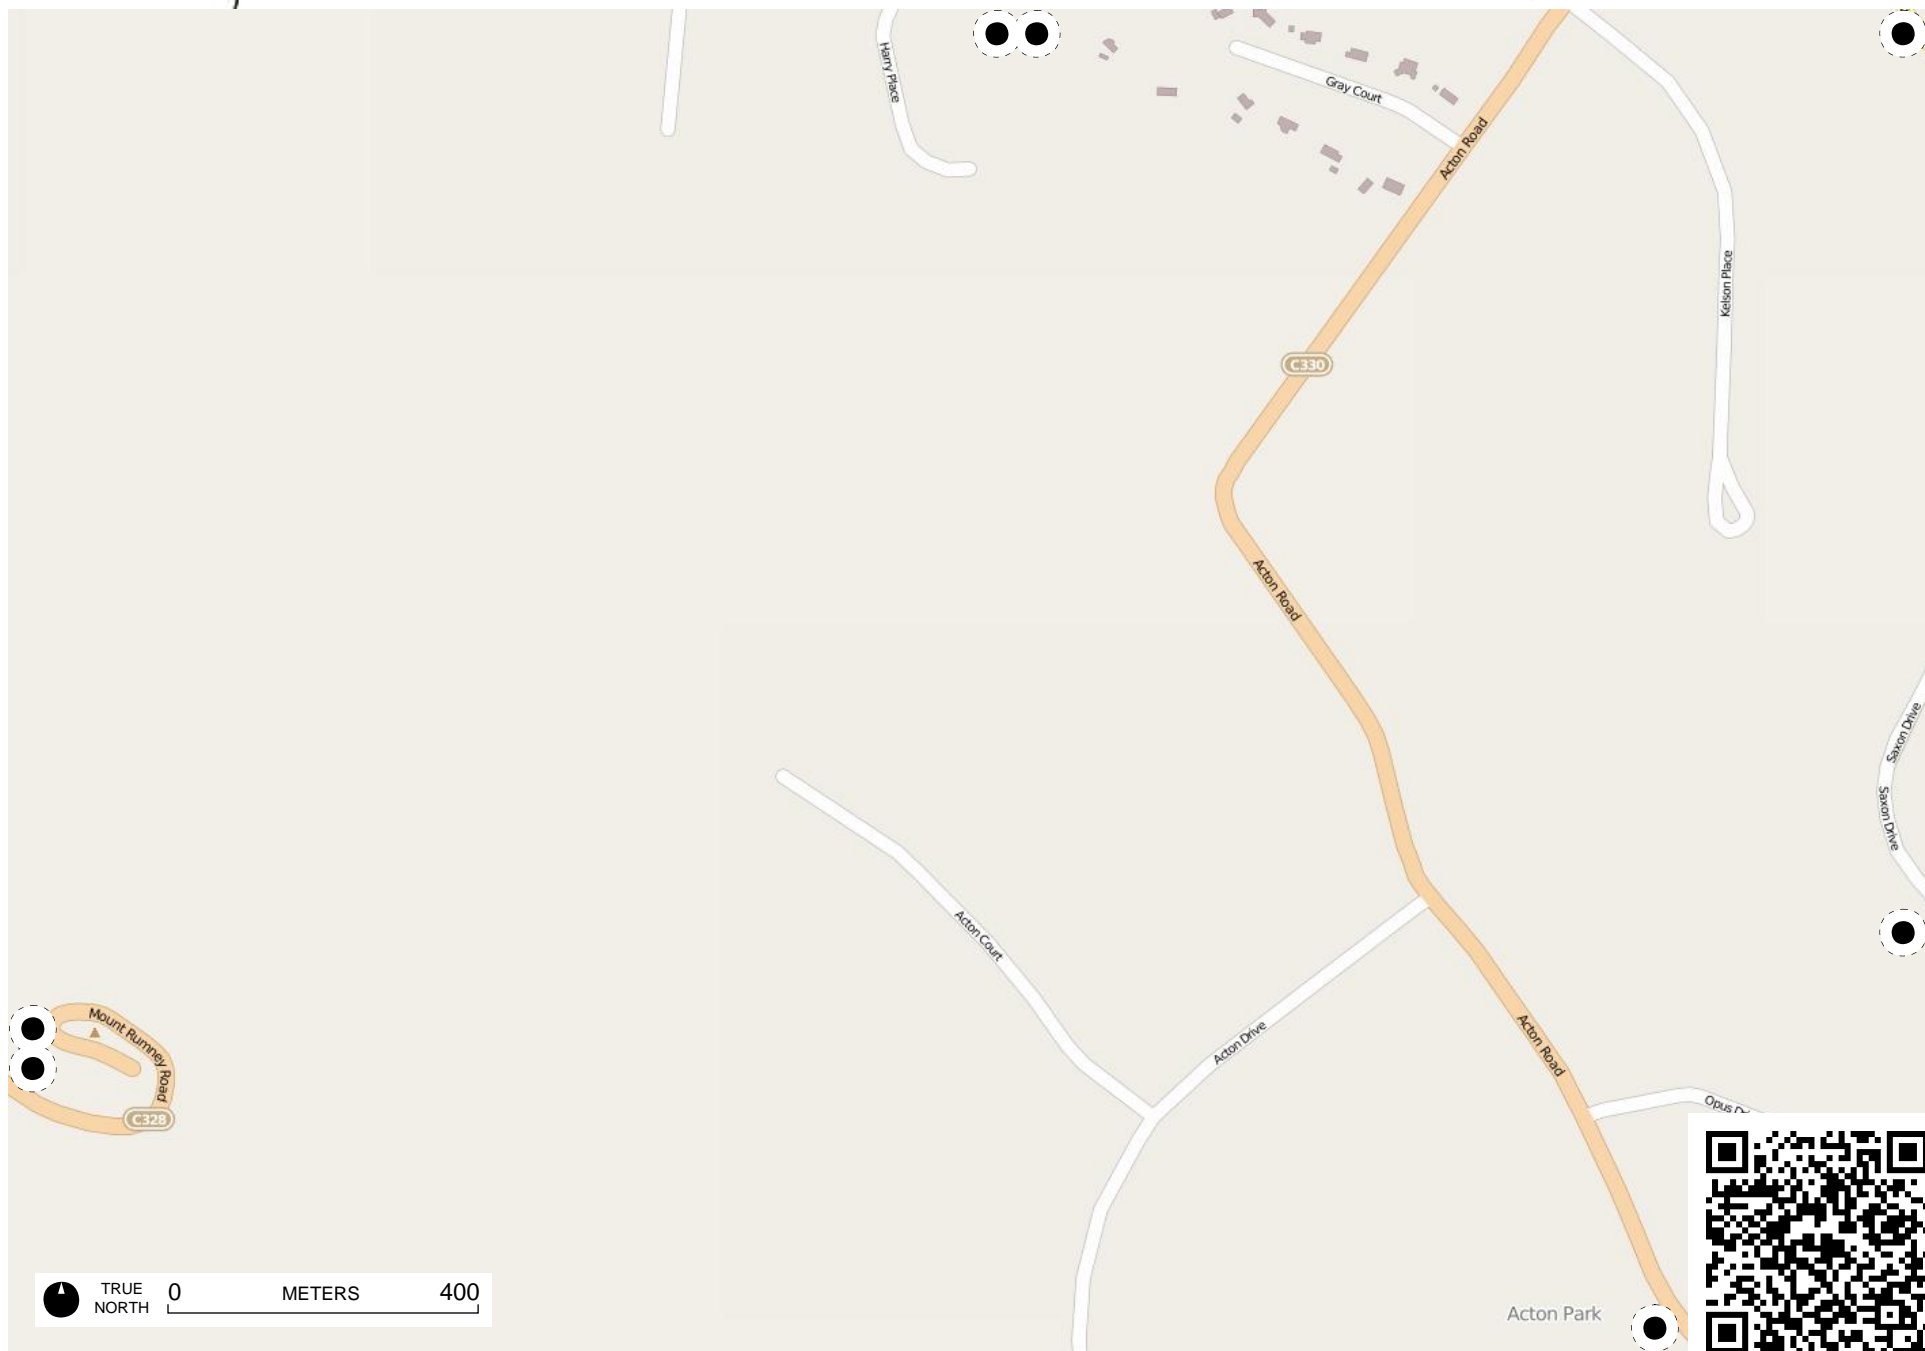 Harry Place
Gray Court
Acton Road
Kelson Place
C330
Acton Road
Saxon Drive
Saxon Drive
Acton Court
Mount Rumney Road
Acton Drive
Acton Road
C328
Opus
TRUE
NORTH
0 METERS 400
Acton Park